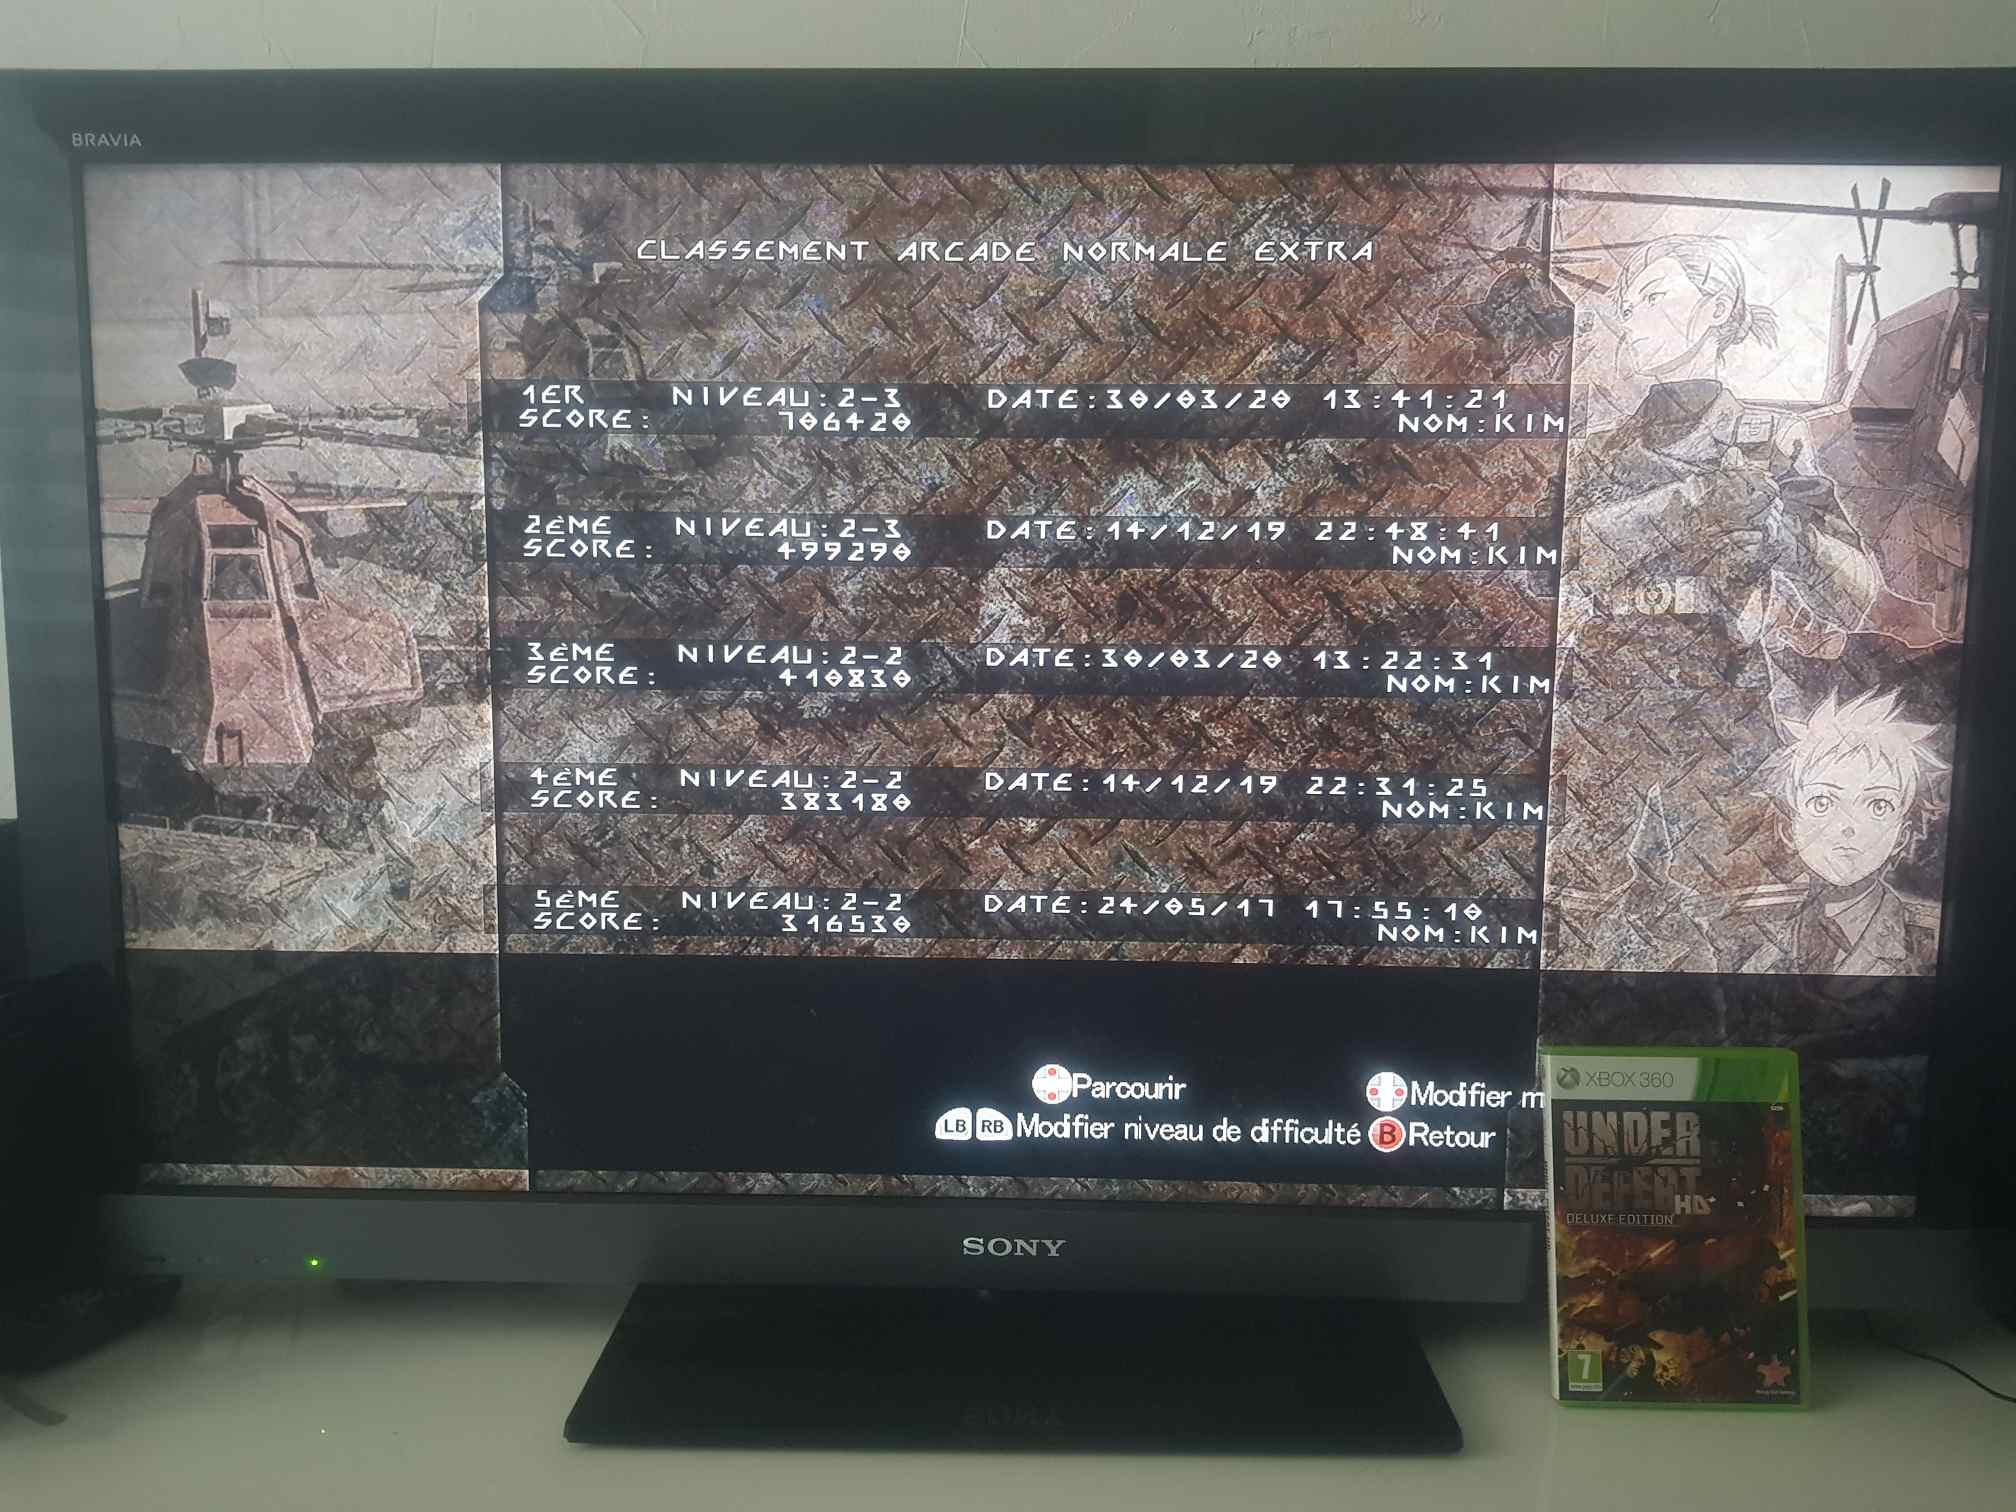 BRAVIA
CLASSEMENT ARCADE NORMALE EXTRA
1ER NIVEAU:2-3 DATE:30/03/20 13:41:21
SCORE: 706420 NOM:KIM
2ÈME NIVEAU:2-3 DATE:14/12/19 22:48:41
SCORE: 499290 NOM:KIM
3ÈME NIVEAU:2-2 DATE:30/03/20 13:22:31
SCORE: 410830 NOM:KIM
4ÈME NIVEAU:2-2 DATE:14/12/19 22:31:25
SCORE: 383180 NOM:KIM
5ÈME NIVEAU:2-2 DATE:24/05/17 17:55:10
SCORE: 316530 NOM:KIM
Parcourir Modifier m
LB RB Modifier niveau de difficulté B Retour
SONY
XBOX 360
UNDER
DEFEAT
HD
DELUXE EDITION
7